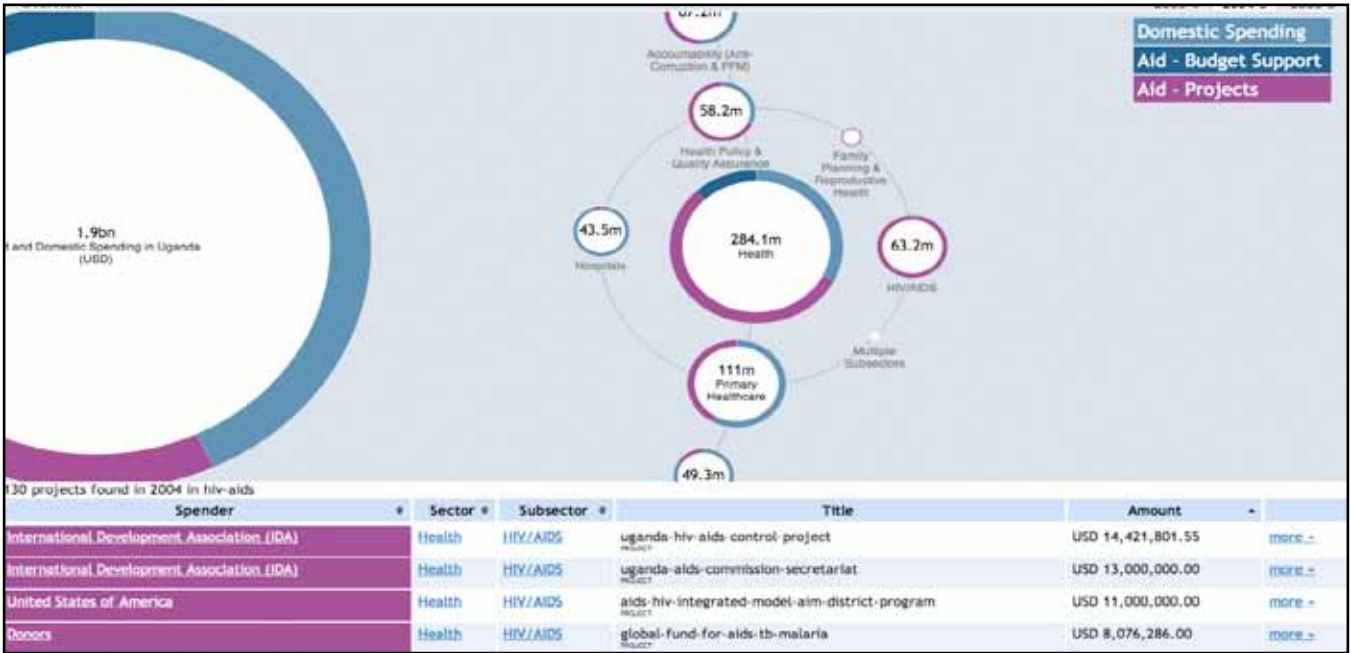 67.2m
Accountability (Anti-
Corruption & PFM)
58.2m
Health Policy &
Quality Assurance
Family
Planning &
Reproductive
Health
43.5m
Hospitals
284.1m
Health
63.2m
HIV/AIDS
Multiple
Subsectors
111m
Primary
Healthcare
49.3m
1.9bn
and Domestic Spending in Uganda
(USD)
Domestic Spending
Aid - Budget Support
Aid - Projects
130 projects found in 2004 in hiv-aids
Spender Sector Subsector Title Amount
International Development Association (IDA) Health HIV/AIDS uganda-hiv-aids-control-project USD 14,421,801.55 more
PROJECT
International Development Association (IDA) Health HIV/AIDS uganda-aids-commission-secretariat USD 13,000,000.00 more
PROJECT
United States of America Health HIV/AIDS aids-hiv-integrated-model-aim-district-program USD 11,000,000.00 more
PROJECT
Donors Health HIV/AIDS global-fund-for-aids-tb-malaria USD 8,076,286.00 more
PROJECT